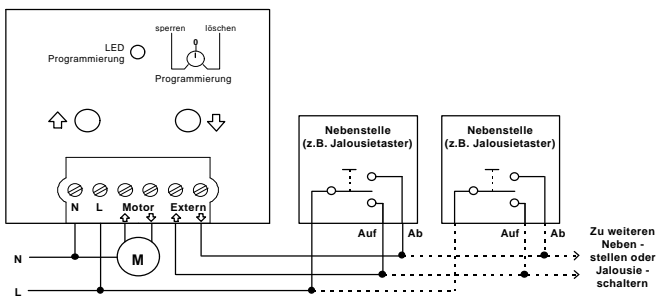 sperren
löschen
0
LED
Programmierung
Programmierung
N
L
Motor
Extern
Nebenstelle
(z.B. Jalousietaster)
Auf
Ab
Nebenstelle
(z.B. Jalousietaster)
Auf
Ab
N
M
L
Zu weiteren
Neben -
stellen oder
Jalousie -
schaltern